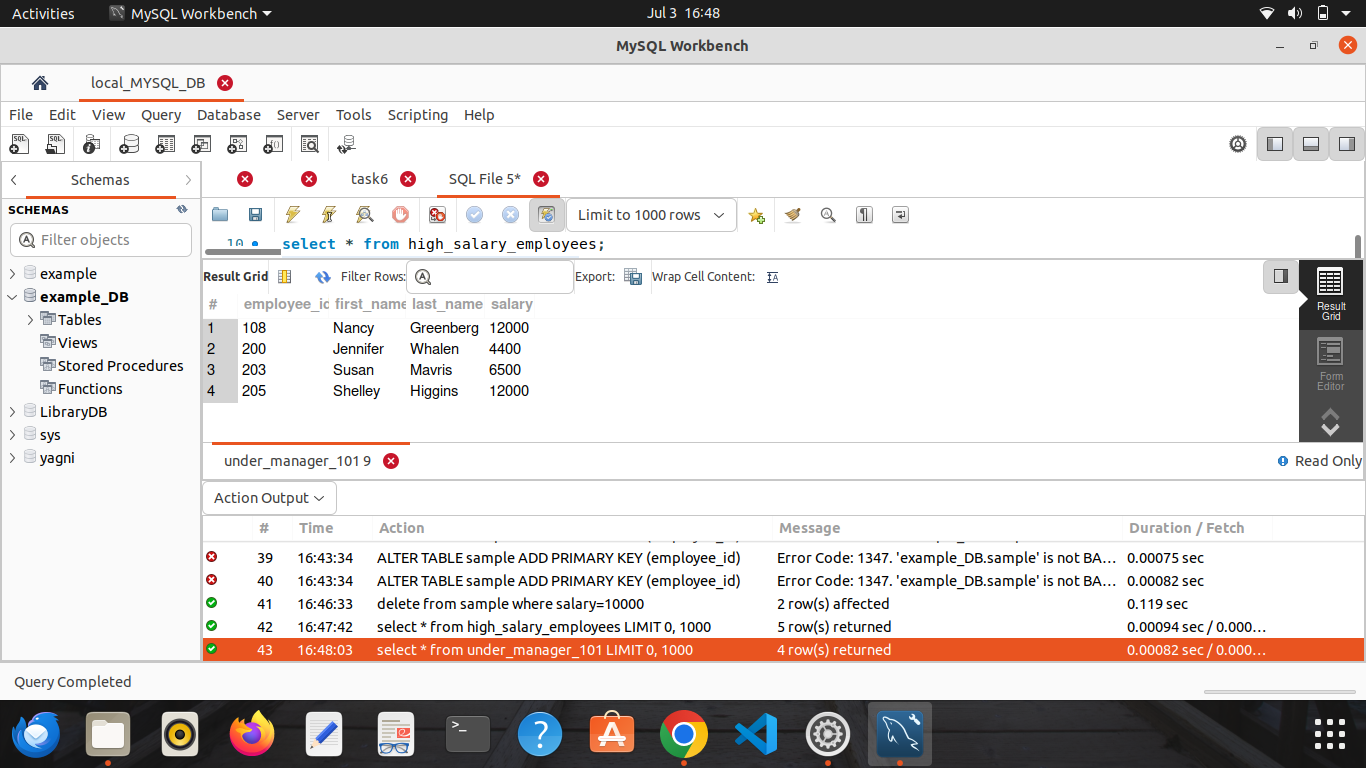 Activities MySQL Workbench Jul 3 16:48
MySQL Workbench
local_MYSQL_DB
File Edit View Query Database Server Tools Scripting Help
Schemas
task6 SQL File 5*
SCHEMAS
Filter objects
Limit to 1000 rows
10 select * from high_salary_employees;
example
example_DB
Tables
Views
Stored Procedures
Functions
LibraryDB
sys
yagni
Result Grid Filter Rows: Export: Wrap Cell Content:
# employee_id first_name last_name salary
1 108 Nancy Greenberg 12000
2 200 Jennifer Whalen 4400
3 203 Susan Mavris 6500
4 205 Shelley Higgins 12000
Result
Grid
Form
Editor
under_manager_101 9 Read Only
Action Output
# Time Action Message Duration / Fetch
39 16:43:34 ALTER TABLE sample ADD PRIMARY KEY (employee_id) Error Code: 1347. 'example_DB.sample' is not BA… 0.00075 sec
40 16:43:34 ALTER TABLE sample ADD PRIMARY KEY (employee_id) Error Code: 1347. 'example_DB.sample' is not BA… 0.00082 sec
41 16:46:33 delete from sample where salary=10000 2 row(s) affected 0.119 sec
42 16:47:42 select * from high_salary_employees LIMIT 0, 1000 5 row(s) returned 0.00094 sec / 0.000…
43 16:48:03 select * from under_manager_101 LIMIT 0, 1000 4 row(s) returned 0.00082 sec / 0.000…
Query Completed